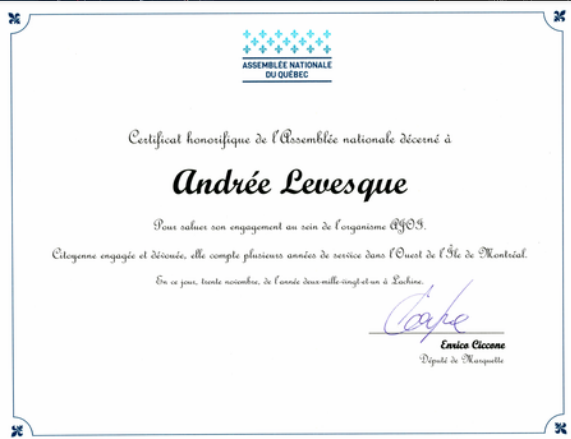 ASSEMBLÉE NATIONALE
DU QUÉBEC
Certificat honorifique de l'Assemblée nationale décerné à
Andrée Levesque
Pour saluer son engagement au sein de l'organisme AJOI.
Citoyenne engagée et dévouée, elle compte plusieurs années de service dans l'Ouest de l'Île de Montréal.
En ce jour, trente novembre, de l'année deux-mille-vingt-et-un à Lachine.
Enrico Ciccone
Député de Marquette